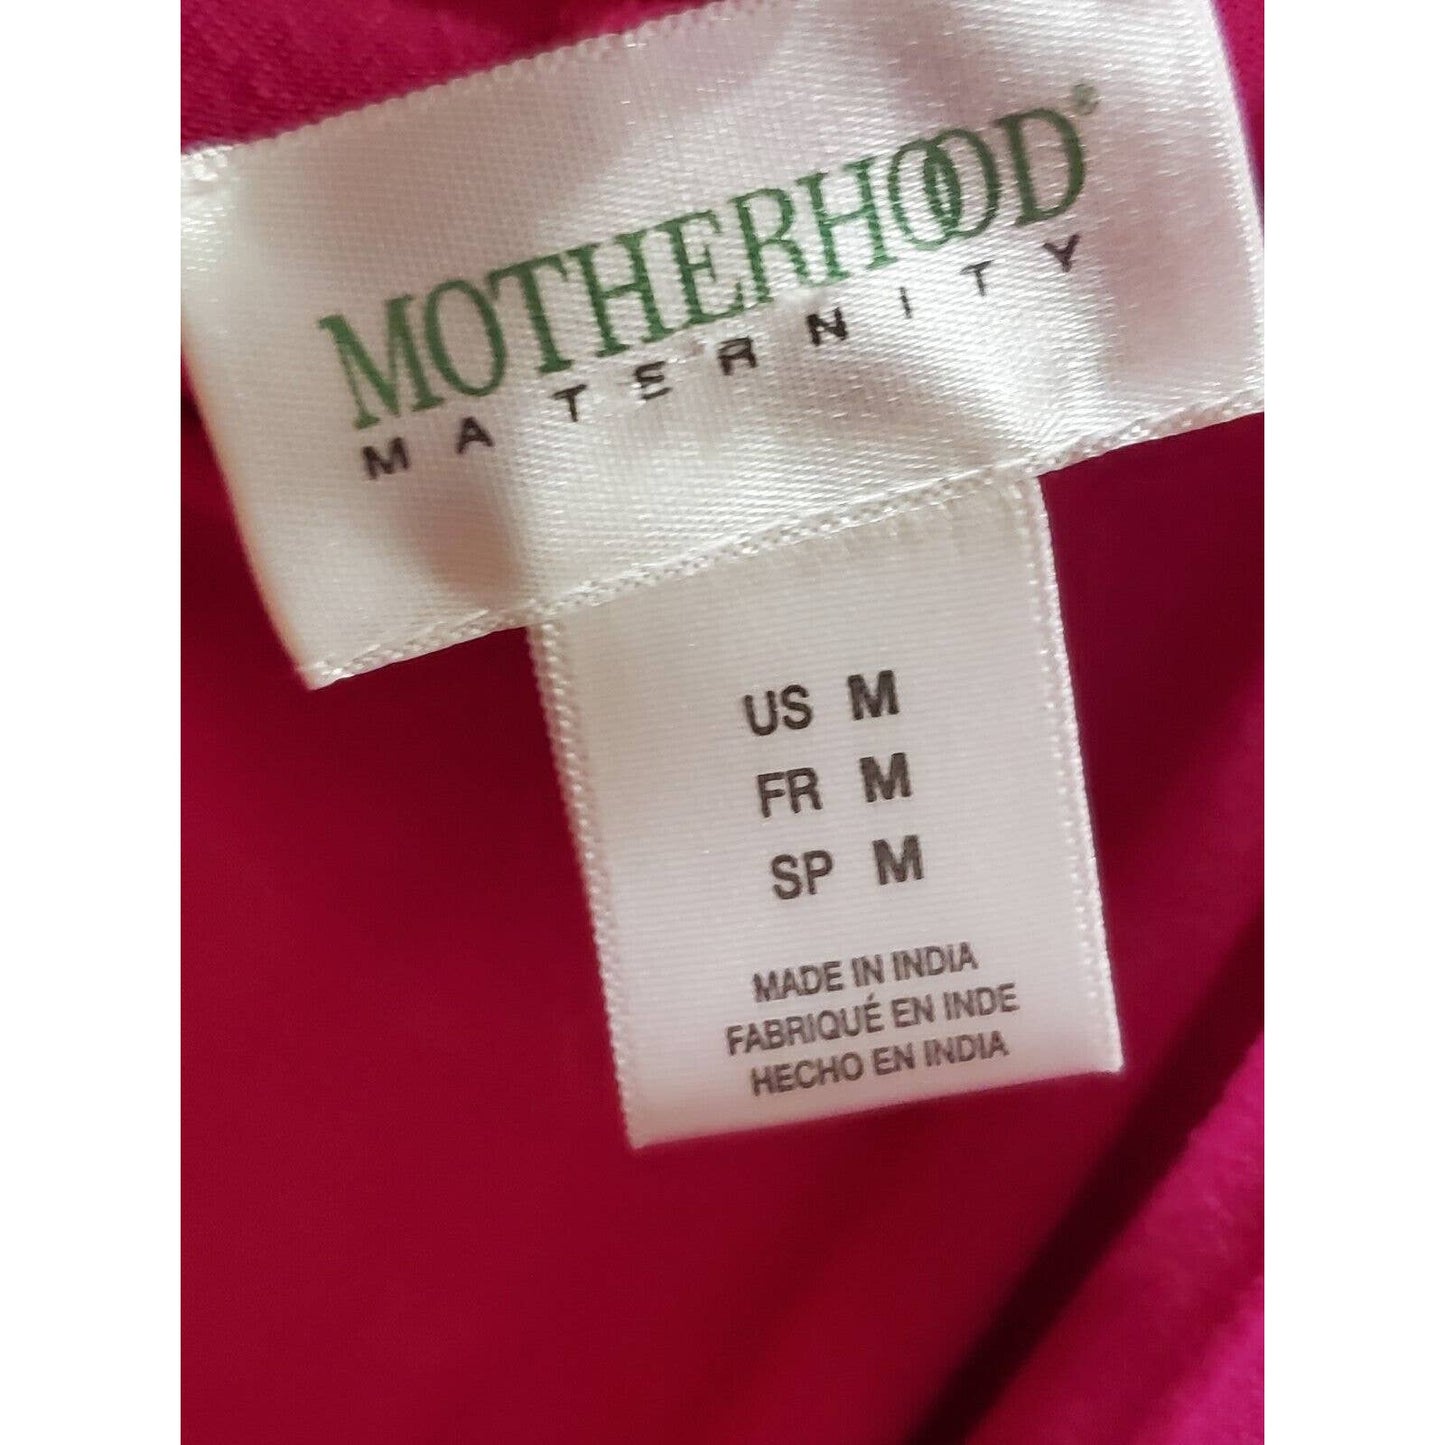 MOTHERHOOD®
MATERNITY
US M
FR M
SP M
MADE IN INDIA
FABRIQUÉ EN INDE
HECHO EN INDIA